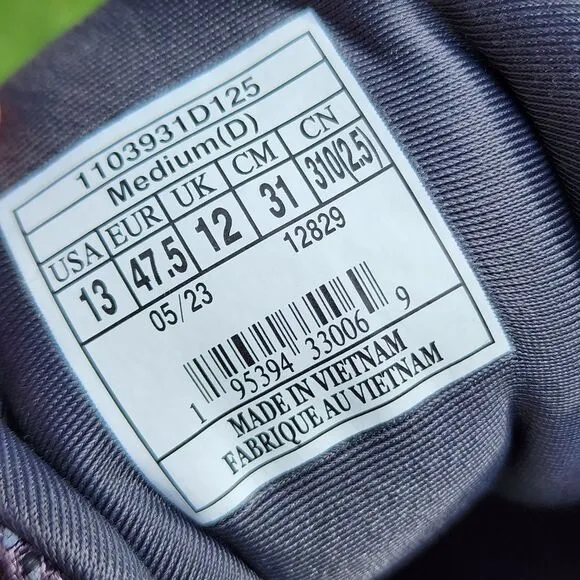 1103931D125
Medium(D)
USA EUR UK CM CN
13 47.5 12 31 310(2.5)
05/23 12829
1 95394 33006 9
MADE IN VIETNAM
FABRIQUE AU VIETNAM